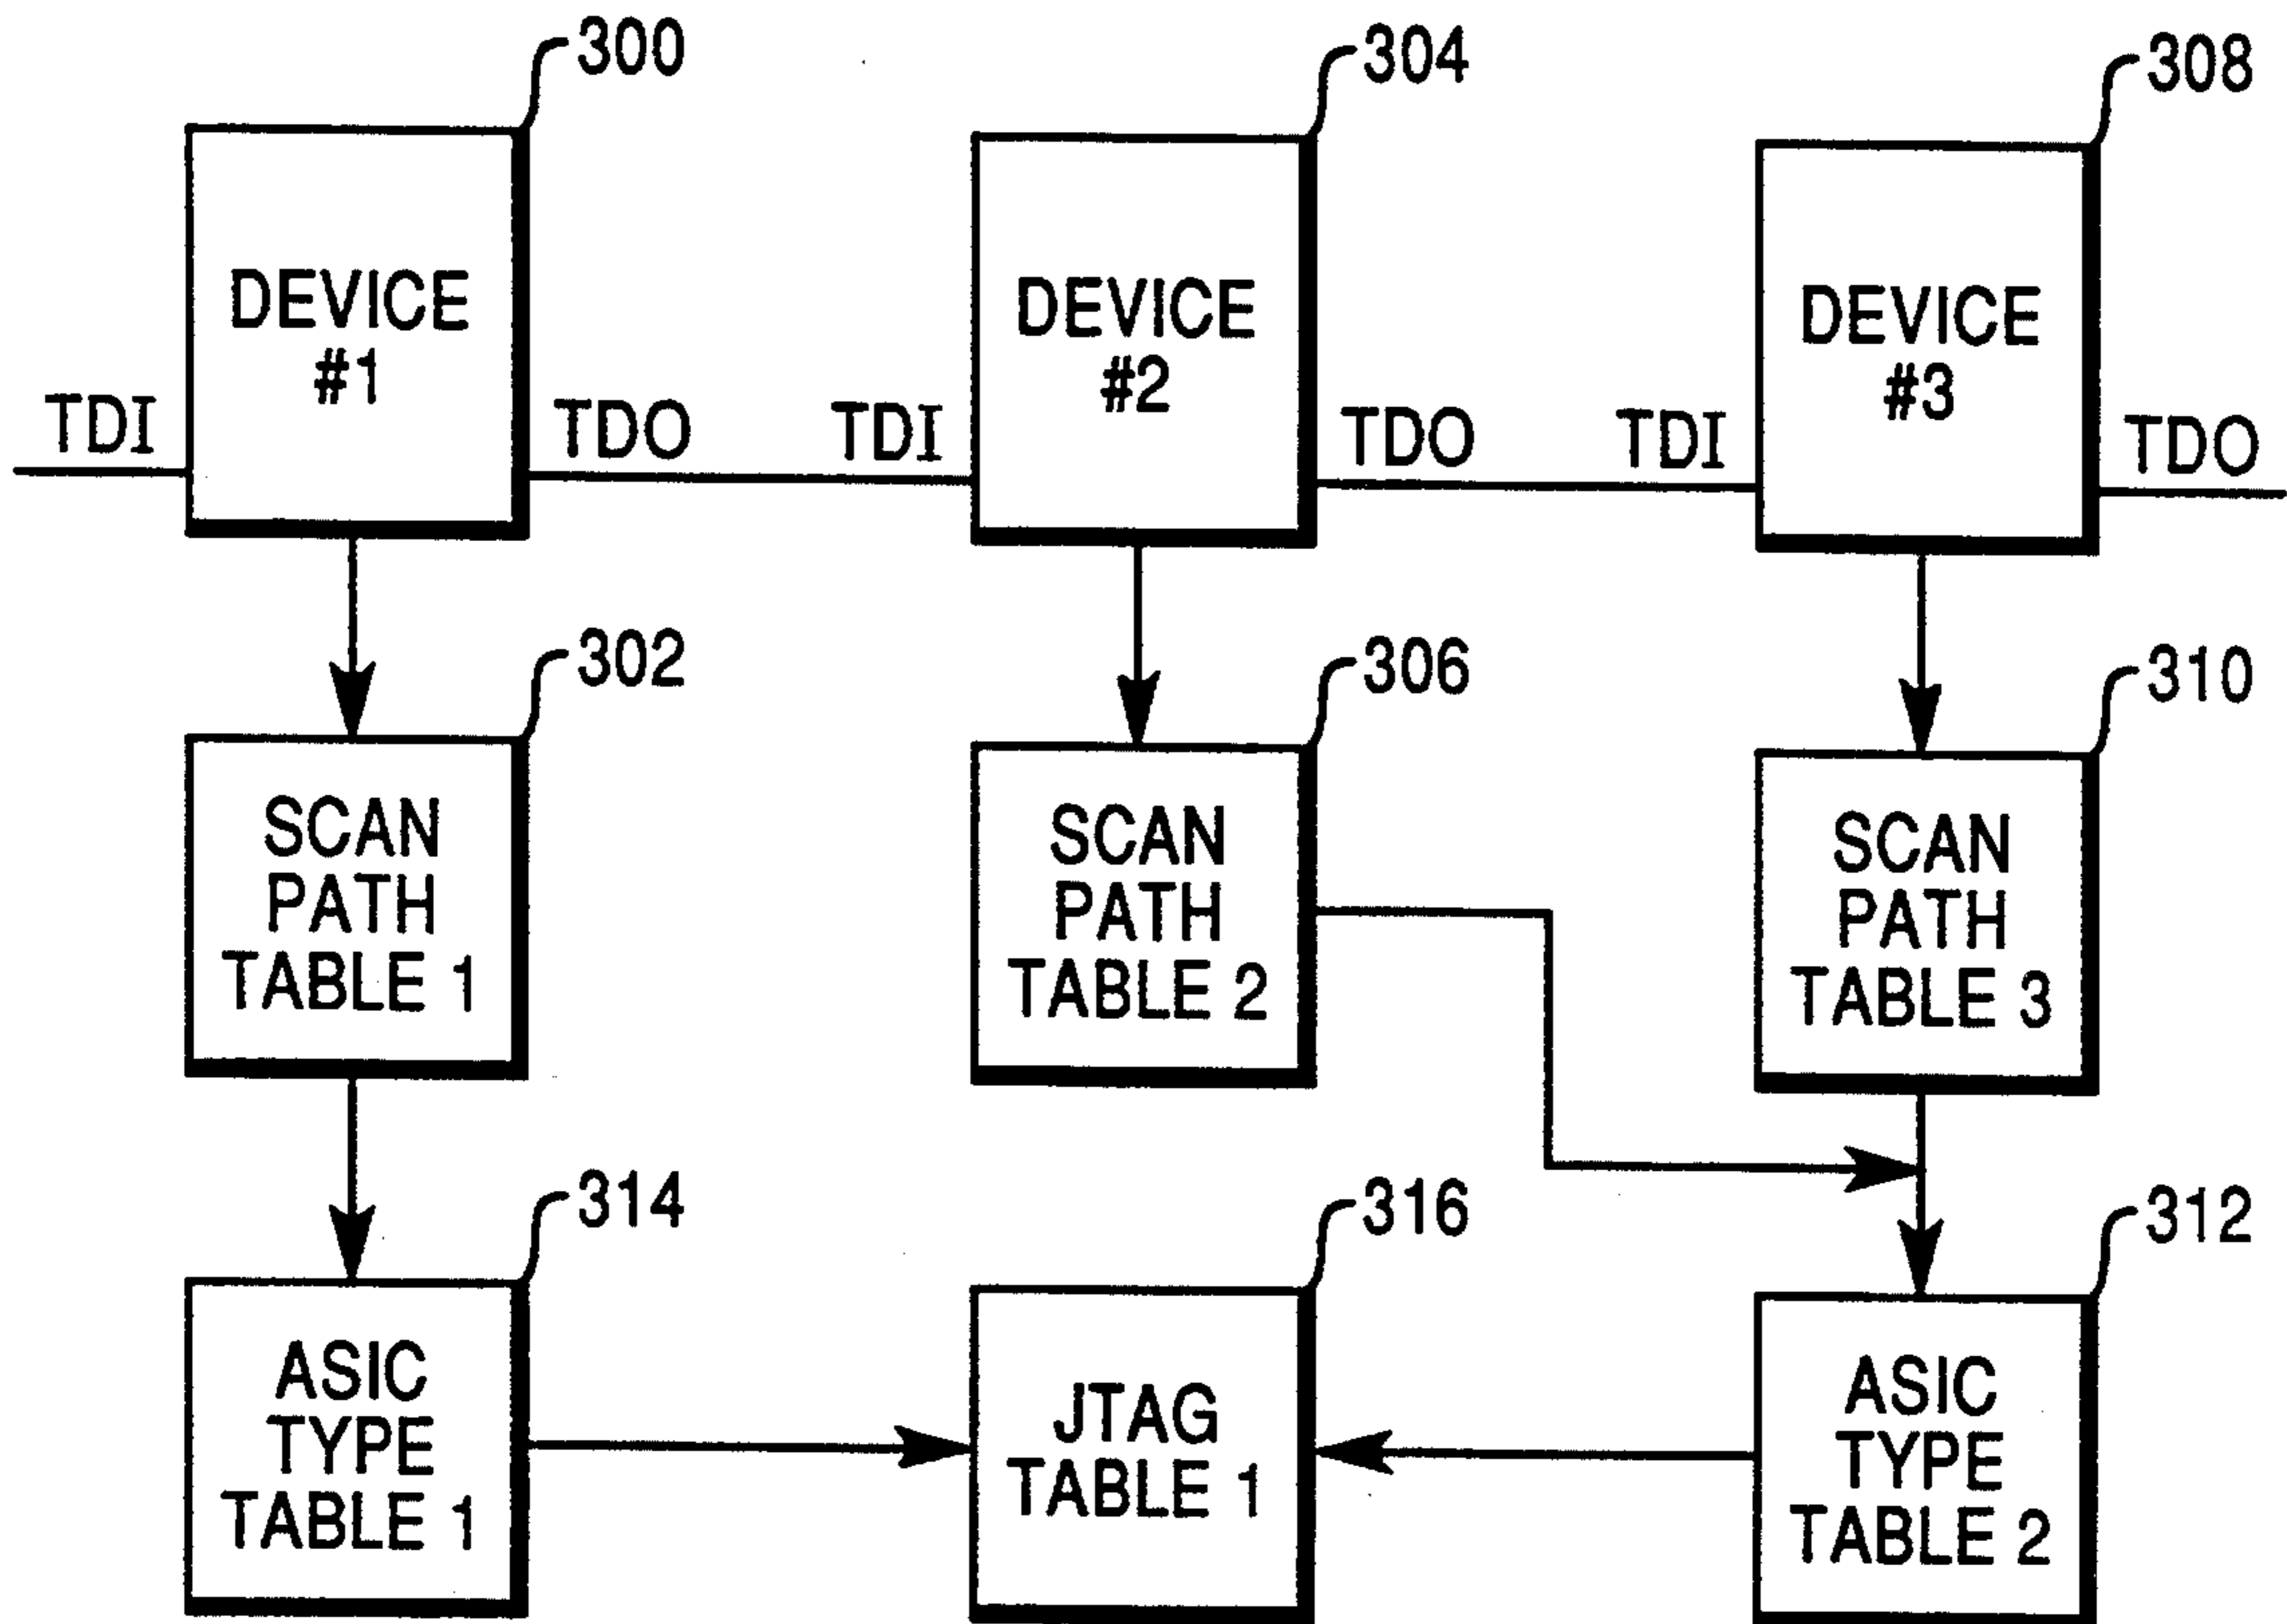 300
304
308
DEVICE
#1
DEVICE
#2
DEVICE
#3
TDI
TDO
TDI
TDO
TDI
TDO
302
306
310
SCAN
PATH
TABLE 1
SCAN
PATH
TABLE 2
SCAN
PATH
TABLE 3
314
316
312
ASIC
TYPE
TABLE 1
JTAG
TABLE 1
ASIC
TYPE
TABLE 2